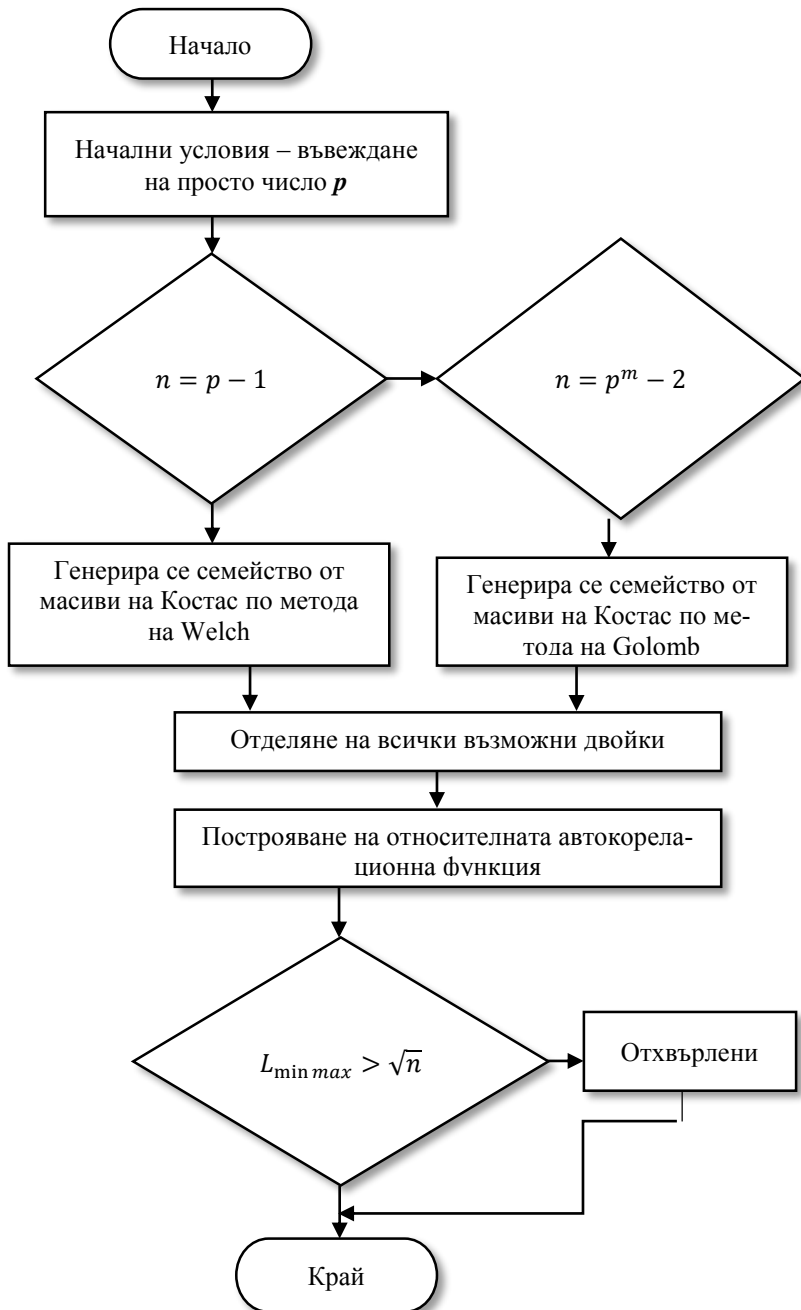 Начало
Начални условия – въвеждане
на просто число p
n = p − 1
n = p^m − 2
Генерира се семейство от
масиви на Костас по метода
на Welch
Генерира се семейство от
масиви на Костас по ме-
тода на Golomb
Отделяне на всички възможни двойки
Построяване на относителната автокорела-
ционна функция
L_min max > √n
Отхвърлени
Край